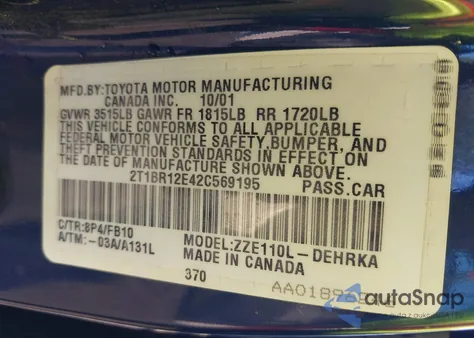 MFD.BY:TOYOTA MOTOR MANUFACTURING
CANADA INC. 10/01
GVWR 3515LB GAWR FR 1815LB RR 1720LB
THIS VEHICLE CONFORMS TO ALL APPLICABLE
FEDERAL MOTOR VEHICLE SAFETY,BUMPER, AND
THEFT PREVENTION STANDARDS IN EFFECT ON
THE DATE OF MANUFACTURE SHOWN ABOVE.
2T1BR12E42C569195 PASS.CAR
C/TR:8P4/FB10
A/TM:-03A/A131L
MODEL:ZZE110L-DEHRKA
MADE IN CANADA
370
autoSnap